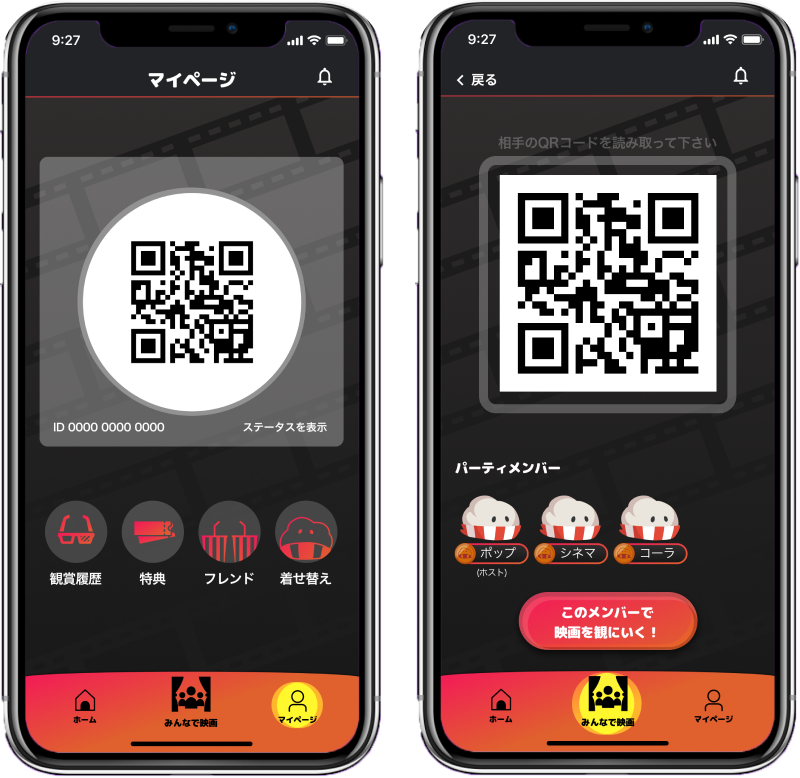 9:27
マイページ
ID 0000 0000 0000
ステータスを表示
観賞履歴
特典
フレンド
着せ替え
ホーム
みんなで映画
マイページ
9:27
戻る
相手のQRコードを読み取って下さい
パーティメンバー
ポップ
シネマ
コーラ
(ホスト)
このメンバーで
映画を観にいく！
ホーム
みんなで映画
マイページ